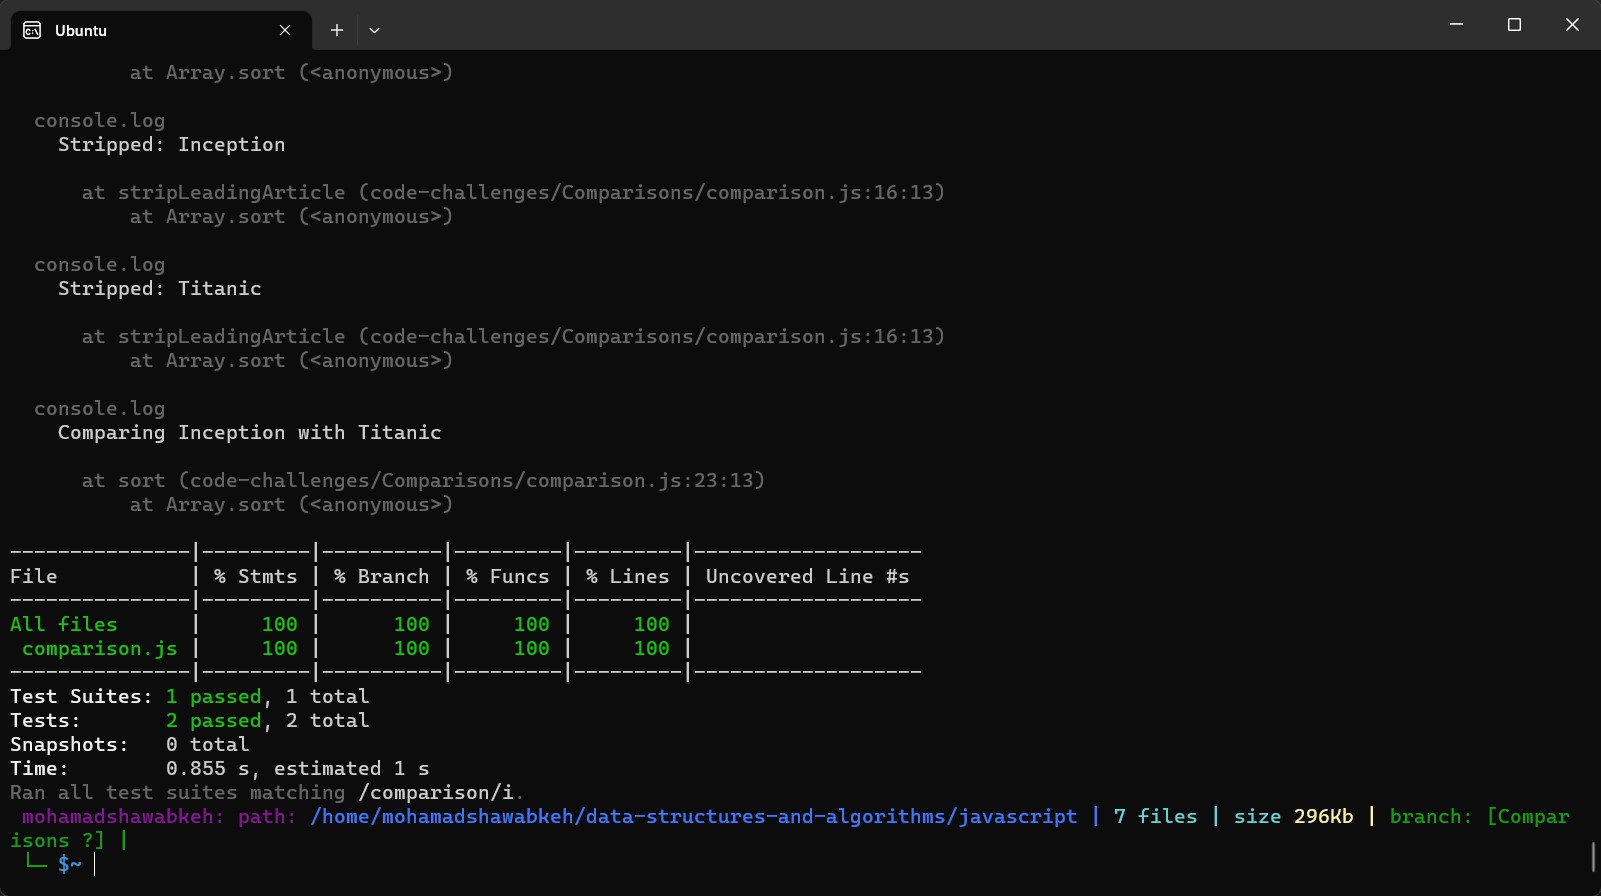 Ubuntu
at Array.sort (<anonymous>)
console.log
Stripped: Inception
at stripLeadingArticle (code-challenges/Comparisons/comparison.js:16:13)
at Array.sort (<anonymous>)
console.log
Stripped: Titanic
at stripLeadingArticle (code-challenges/Comparisons/comparison.js:16:13)
at Array.sort (<anonymous>)
console.log
Comparing Inception with Titanic
at sort (code-challenges/Comparisons/comparison.js:23:13)
at Array.sort (<anonymous>)
---------------|---------|----------|---------|---------|-------------------
File           | % Stmts | % Branch | % Funcs | % Lines | Uncovered Line #s
---------------|---------|----------|---------|---------|-------------------
All files      |     100 |      100 |     100 |     100 |
 comparison.js |     100 |      100 |     100 |     100 |
---------------|---------|----------|---------|---------|-------------------
Test Suites: 1 passed, 1 total
Tests:       2 passed, 2 total
Snapshots:   0 total
Time:        0.855 s, estimated 1 s
Ran all test suites matching /comparison/i.
mohamadshawabkeh: path: /home/mohamadshawabkeh/data-structures-and-algorithms/javascript | 7 files | size 296Kb | branch: [Compar
isons ?] |
└─ $~